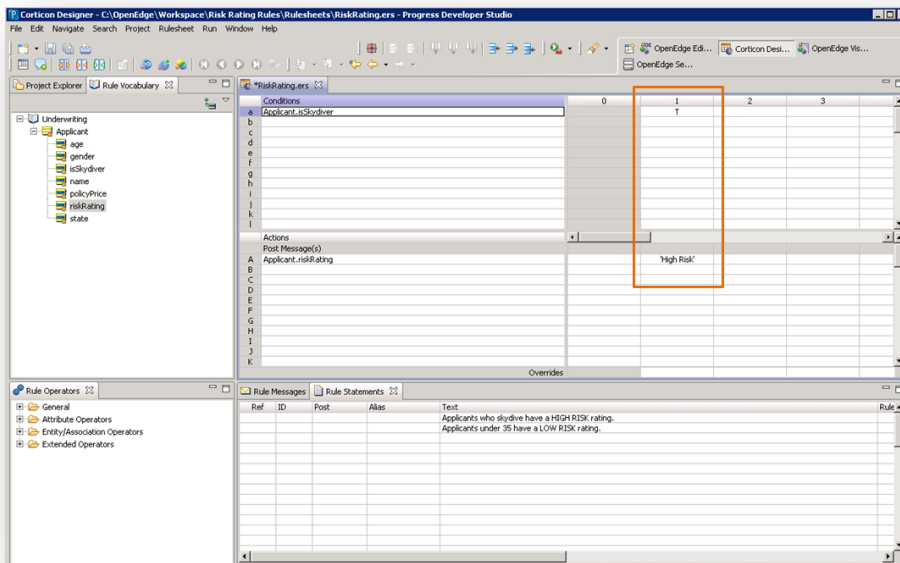 Corticon Designer - C:\OpenEdge\Workspace\Risk Rating Rules\Rulesheets\RiskRating.ers - Progress Developer Studio
File Edit Navigate Search Project Rulesheet Run Window Help
OpenEdge Edi... Corticon Desi... OpenEdge Vis...
OpenEdge Se...
Project Explorer Rule Vocabulary
*RiskRating.ers
Underwriting
Applicant
age
gender
isSkydiver
name
policyPrice
riskRating
state
Conditions 0 1 2 3
a Applicant.isSkydiver T
b
c
d
e
f
g
h
i
j
k
l
Actions
Post Message(s)
A Applicant.riskRating 'High Risk'
B
C
D
E
F
G
H
I
J
K
Overrides
Rule Operators
General
Attribute Operators
Entity/Association Operators
Extended Operators
Rule Messages Rule Statements
Ref ID Post Alias Text Rule
Applicants who skydive have a HIGH RISK rating.
Applicants under 35 have a LOW RISK rating.